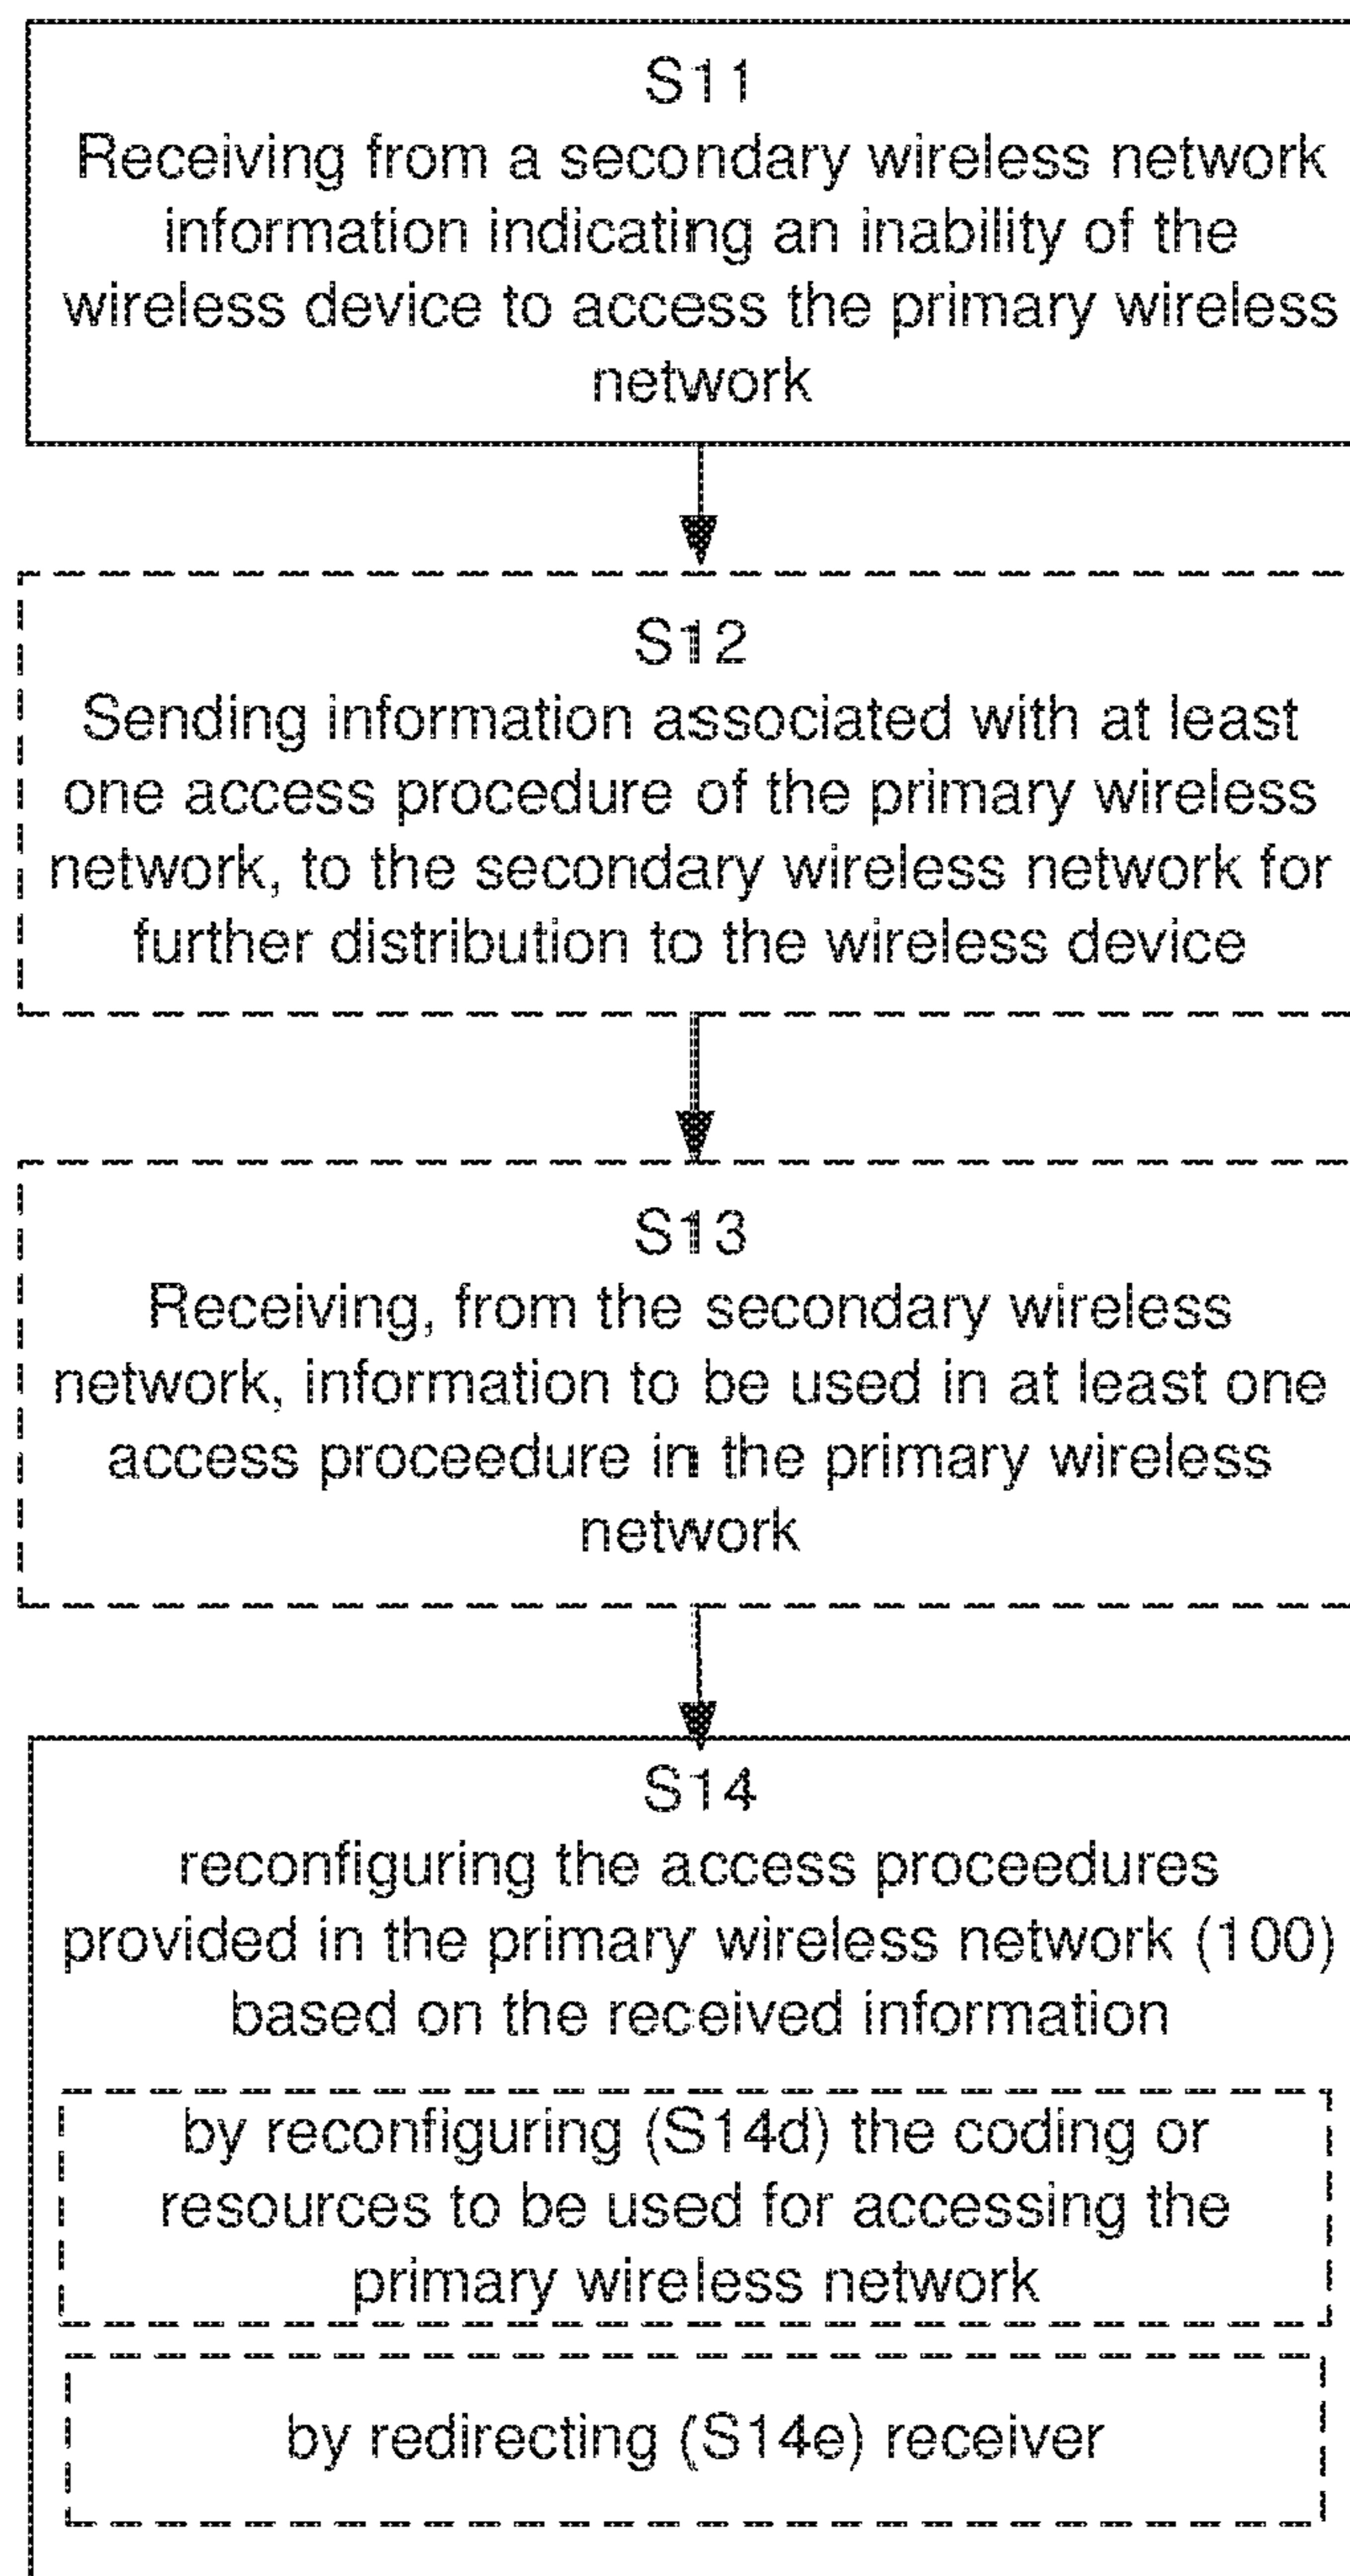 S11
Receiving from a secondary wireless network
information indicating an inability of the
wireless device to access the primary wireless
network
S12
Sending information associated with at least
one access procedure of the primary wireless
network, to the secondary wireless network for
further distribution to the wireless device
S13
Receiving, from the secondary wireless
network, information to be used in at least one
access proceedure in the primary wireless
network
S14
reconfiguring the access proceedures
provided in the primary wireless network (100)
based on the received information
by reconfiguring (S14d) the coding or
resources to be used for accessing the
primary wireless network
by redirecting (S14e) receiver